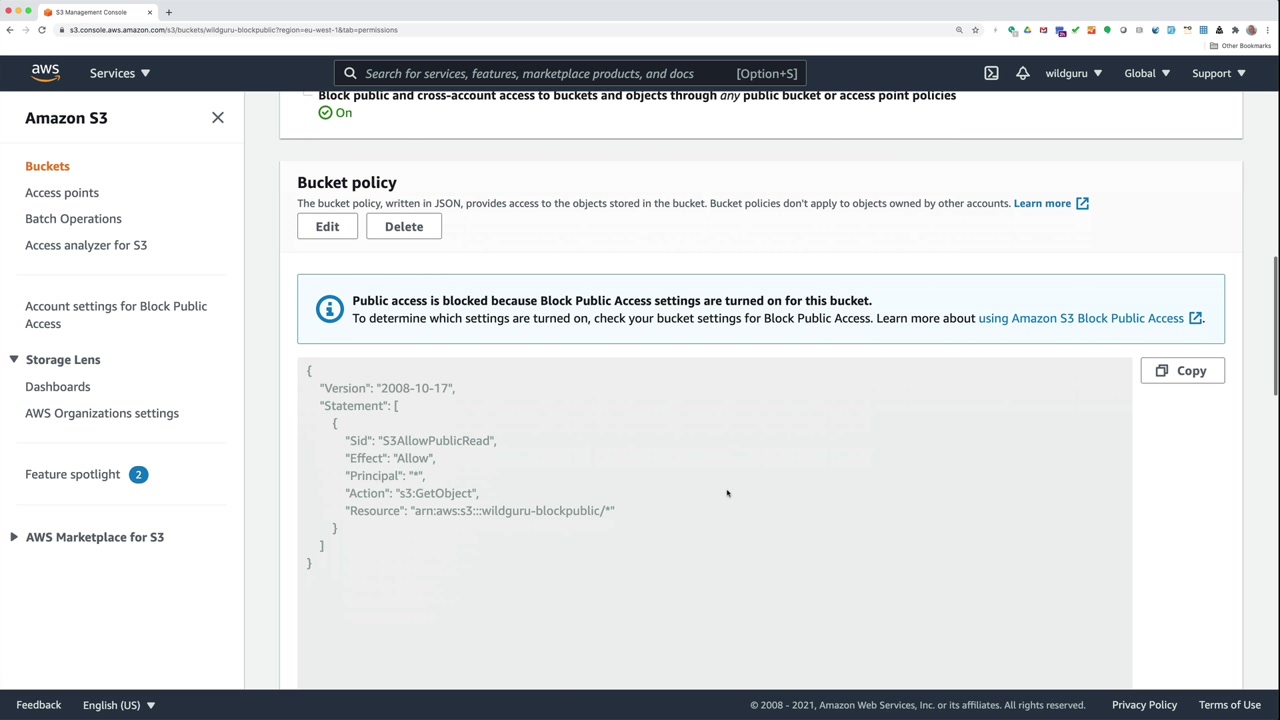 S3 Management Console
s3.console.aws.amazon.com/s3/buckets/wildguru-blockpublic?region=eu-west-1&tab=permissions
Other Bookmarks
aws
Services
Search for services, features, marketplace products, and docs
[Option+S]
wildguru
Global
Support
Amazon S3
Buckets
Access points
Batch Operations
Access analyzer for S3
Account settings for Block Public
Access
Storage Lens
Dashboards
AWS Organizations settings
Feature spotlight 2
AWS Marketplace for S3
Block public and cross-account access to buckets and objects through any public bucket or access point policies
On
Bucket policy
The bucket policy, written in JSON, provides access to the objects stored in the bucket. Bucket policies don't apply to objects owned by other accounts. Learn more
Edit
Delete
Public access is blocked because Block Public Access settings are turned on for this bucket.
To determine which settings are turned on, check your bucket settings for Block Public Access. Learn more about using Amazon S3 Block Public Access.
Copy
{
"Version": "2008-10-17",
"Statement": [
{
"Sid": "S3AllowPublicRead",
"Effect": "Allow",
"Principal": "*",
"Action": "s3:GetObject",
"Resource": "arn:aws:s3:::wildguru-blockpublic/*"
}
]
}
Feedback
English (US)
© 2008 - 2021, Amazon Web Services, Inc. or its affiliates. All rights reserved.
Privacy Policy
Terms of Use